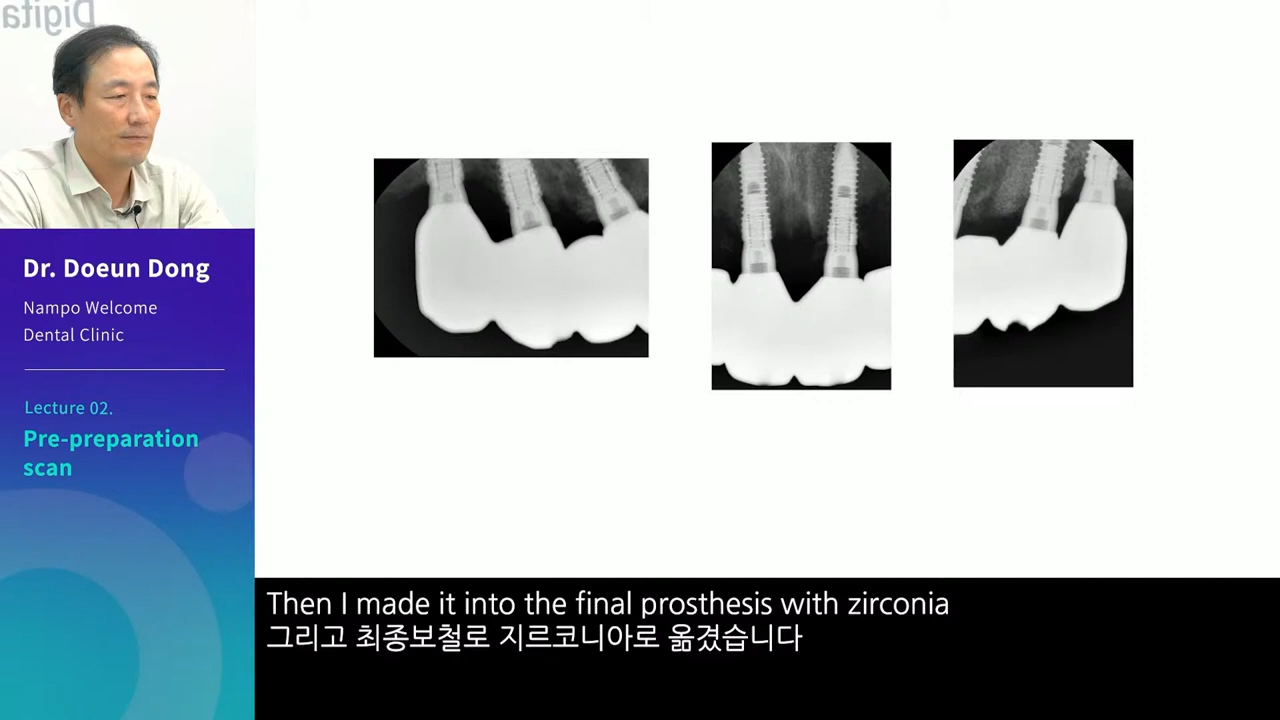 Digita
Dr. Doeun Dong
Nampo Welcome
Dental Clinic
Lecture 02.
Pre-preparation
scan
Then I made it into the final prosthesis with zirconia
그리고 최종보철로 지르코니아로 옮겼습니다